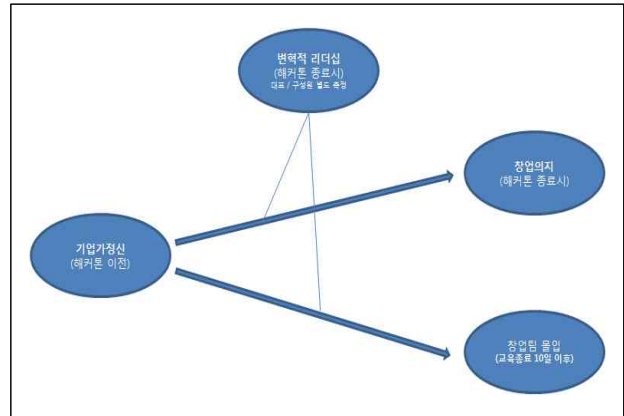 변혁적 리더십
(해커톤 종료시)
대표 / 구성원 별도 측정
창업의지
(해커톤 종료시)
기업가정신
(해커톤 이전)
창업팀 몰입
(교육종료 10일 이후)